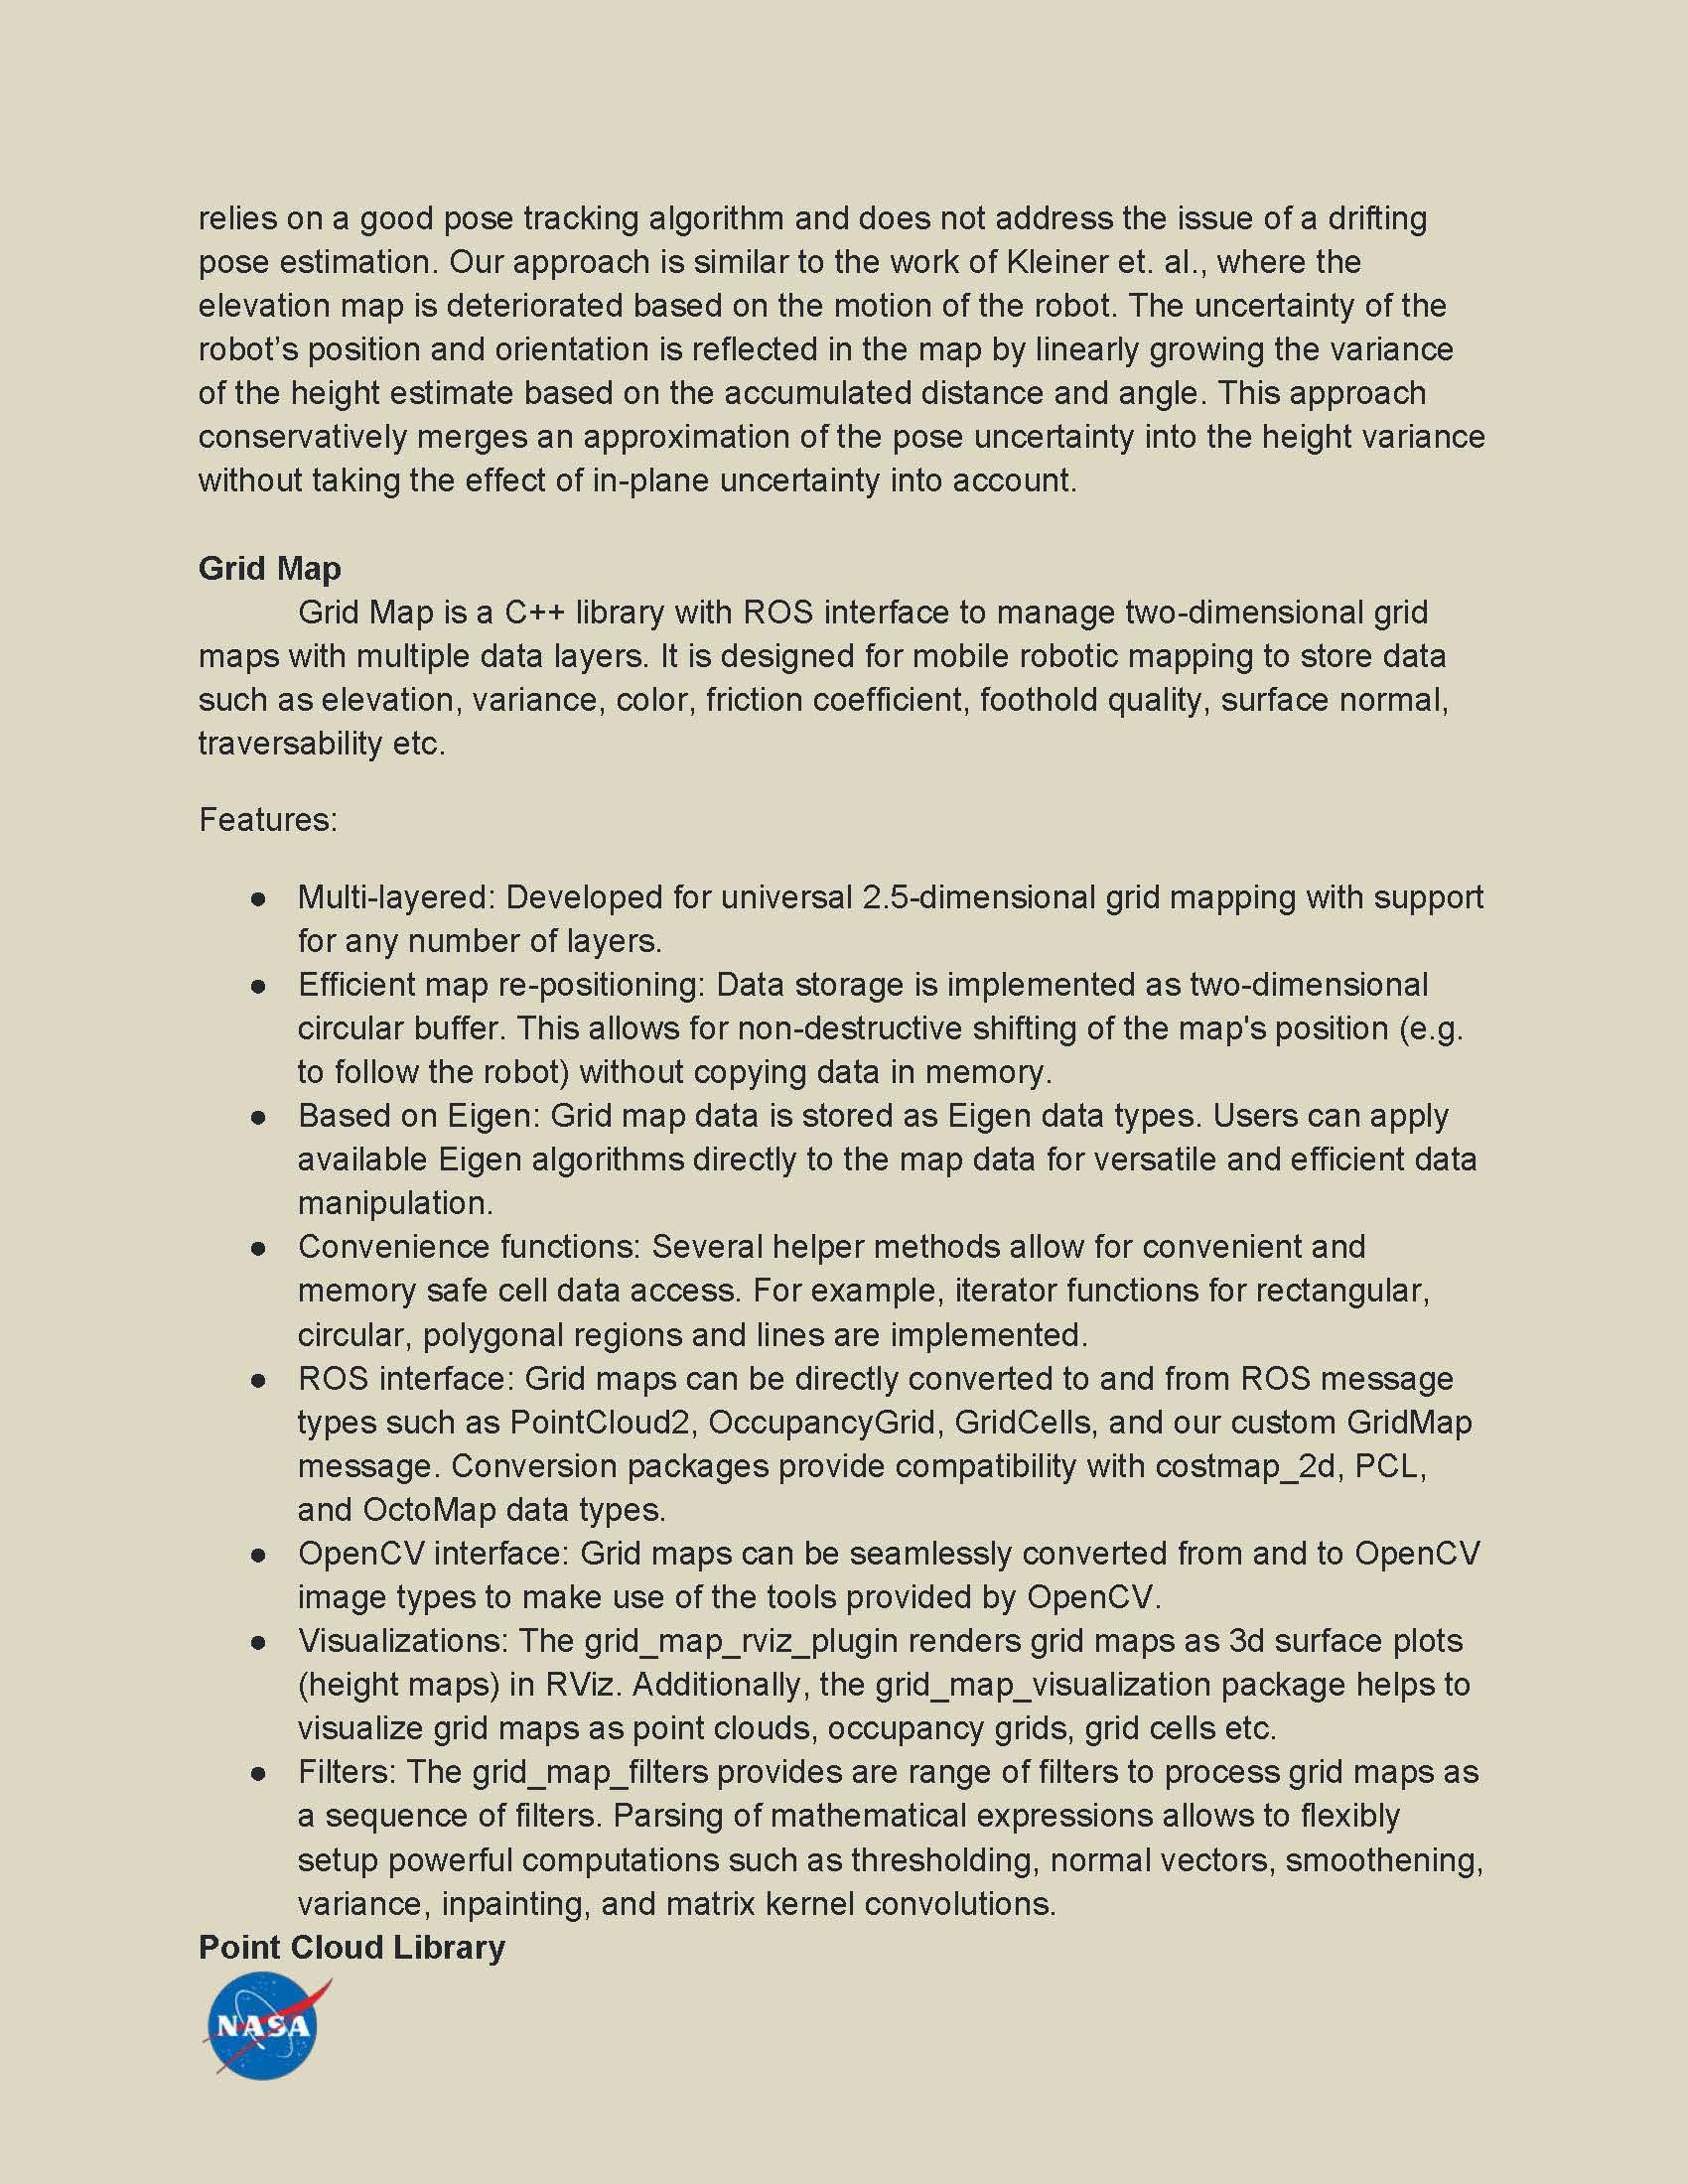 relies on a good pose tracking algorithm and does not address the issue of a drifting
pose estimation. Our approach is similar to the work of Kleiner et. al., where the
elevation map is deteriorated based on the motion of the robot. The uncertainty of the
robot’s position and orientation is reflected in the map by linearly growing the variance
of the height estimate based on the accumulated distance and angle. This approach
conservatively merges an approximation of the pose uncertainty into the height variance
without taking the effect of in-plane uncertainty into account.
Grid Map
Grid Map is a C++ library with ROS interface to manage two-dimensional grid
maps with multiple data layers. It is designed for mobile robotic mapping to store data
such as elevation, variance, color, friction coefficient, foothold quality, surface normal,
traversability etc.
Features:
● Multi-layered: Developed for universal 2.5-dimensional grid mapping with support
for any number of layers.
● Efficient map re-positioning: Data storage is implemented as two-dimensional
circular buffer. This allows for non-destructive shifting of the map's position (e.g.
to follow the robot) without copying data in memory.
● Based on Eigen: Grid map data is stored as Eigen data types. Users can apply
available Eigen algorithms directly to the map data for versatile and efficient data
manipulation.
● Convenience functions: Several helper methods allow for convenient and
memory safe cell data access. For example, iterator functions for rectangular,
circular, polygonal regions and lines are implemented.
● ROS interface: Grid maps can be directly converted to and from ROS message
types such as PointCloud2, OccupancyGrid, GridCells, and our custom GridMap
message. Conversion packages provide compatibility with costmap_2d, PCL,
and OctoMap data types.
● OpenCV interface: Grid maps can be seamlessly converted from and to OpenCV
image types to make use of the tools provided by OpenCV.
● Visualizations: The grid_map_rviz_plugin renders grid maps as 3d surface plots
(height maps) in RViz. Additionally, the grid_map_visualization package helps to
visualize grid maps as point clouds, occupancy grids, grid cells etc.
● Filters: The grid_map_filters provides are range of filters to process grid maps as
a sequence of filters. Parsing of mathematical expressions allows to flexibly
setup powerful computations such as thresholding, normal vectors, smoothening,
variance, inpainting, and matrix kernel convolutions.
Point Cloud Library
NASA